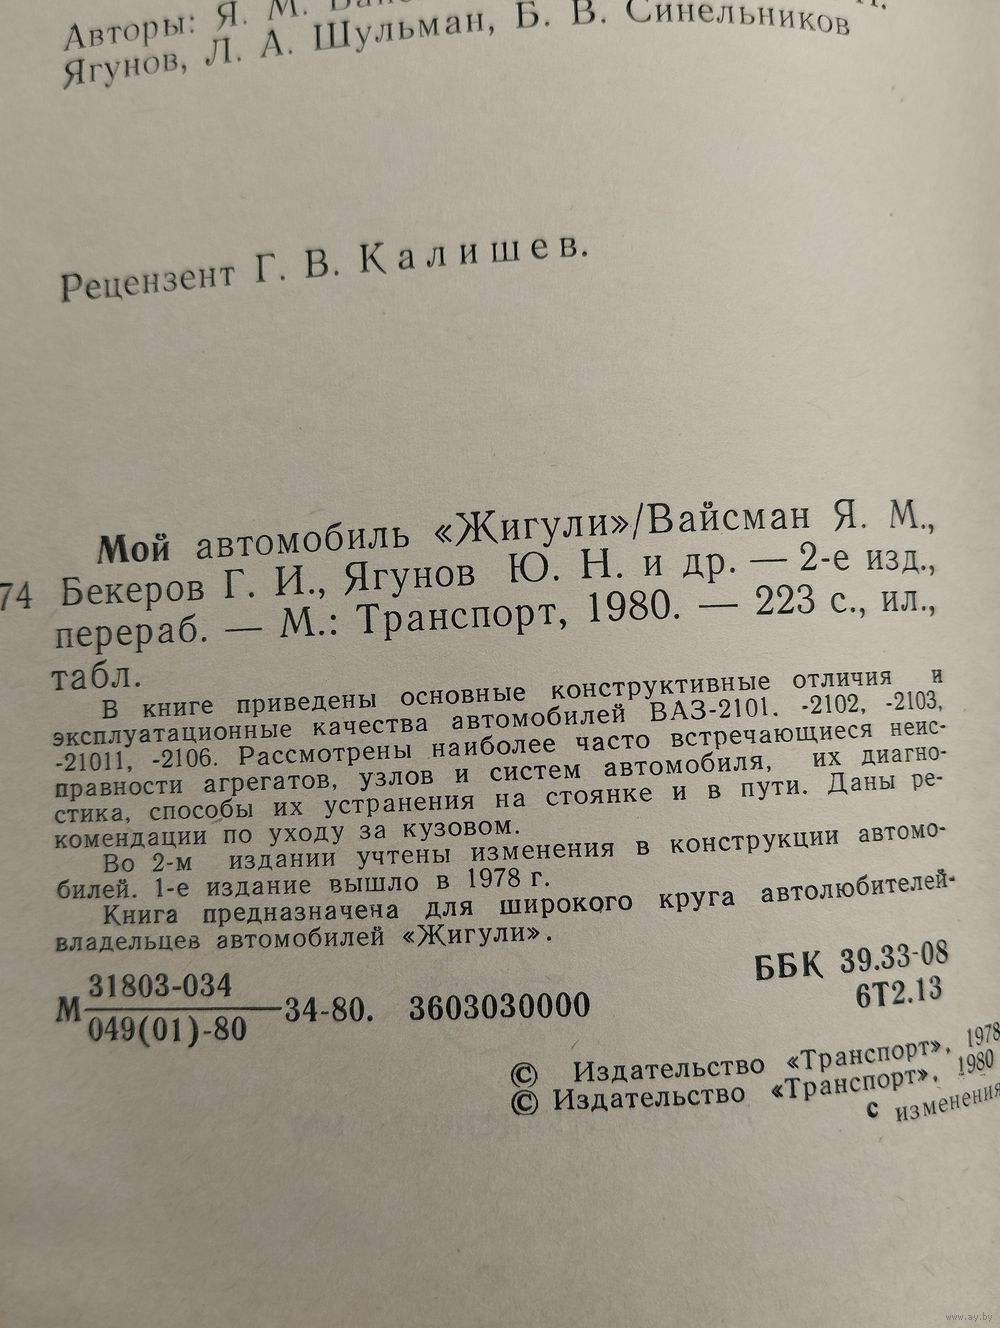 Авторы: Я. М.
Ягунов, Л. А. Шульман, Б. В. Синельников
Рецензент Г. В. Калишев.
Мой автомобиль «Жигули»/Вайсман Я. М.,
74 Бекеров Г. И., Ягунов Ю. Н. и др. — 2-е изд.,
перераб. — М.: Транспорт, 1980. — 223 с., ил.,
табл.
В книге приведены основные конструктивные отличия и
эксплуатационные качества автомобилей ВАЗ-2101. -2102, -2103,
-21011, -2106. Рассмотрены наиболее часто встречающиеся неис-
правности агрегатов, узлов и систем автомобиля, их диагно-
стика, способы их устранения на стоянке и в пути. Даны ре-
комендации по уходу за кузовом.
Во 2-м издании учтены изменения в конструкции автомо-
билей. 1-е издание вышло в 1978 г.
Книга предназначена для широкого круга автолюбителей-
владельцев автомобилей «Жигули».
М 31803-034
049(01)-80 34-80. 3603030000
ББК 39.33-08
6Т2.13
© Издательство «Транспорт», 1978
© Издательство «Транспорт», 1980
с изменения
www.ay.by